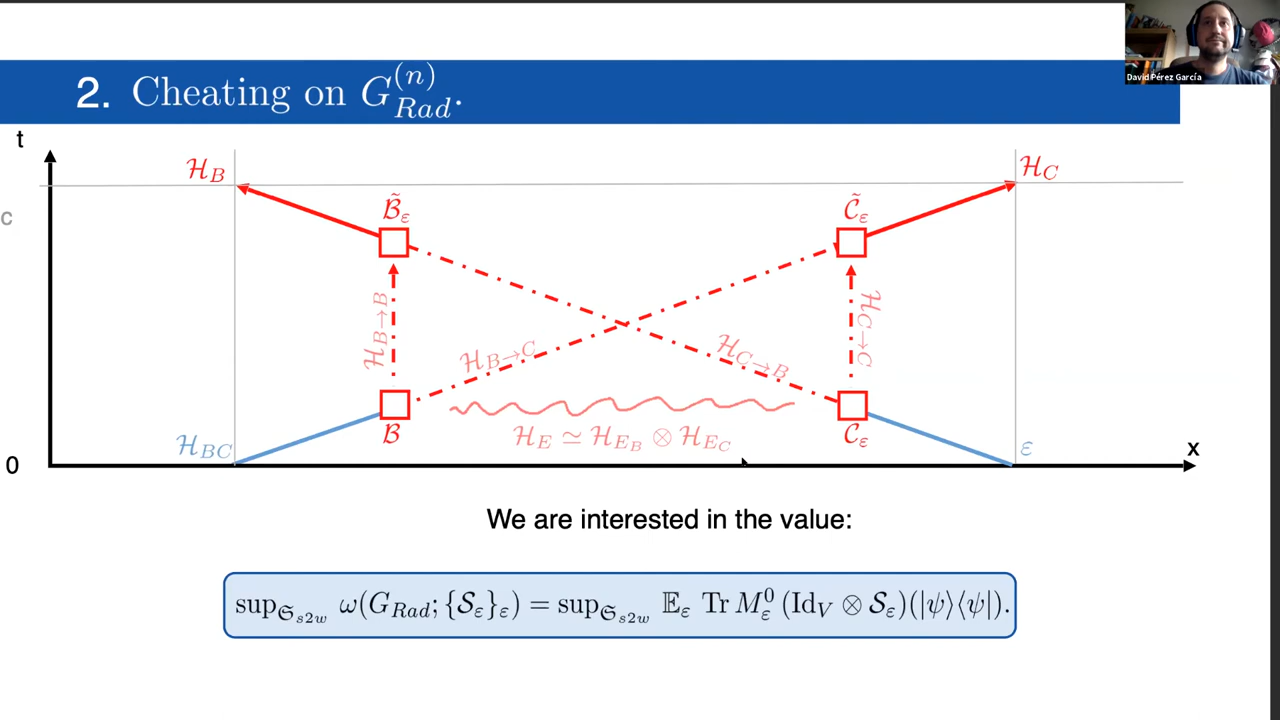 David Pérez García
2. Cheating on $G_{Rad}^{(n)}$.
t
$\mathcal{H}_B$
$\mathcal{H}_C$
c
$\tilde{\mathcal{B}}_\varepsilon$
$\tilde{\mathcal{C}}_\varepsilon$
$\mathcal{H}_{B\to B}$
$\mathcal{H}_{B\to C}$
$\mathcal{H}_{C\to B}$
$\mathcal{H}_{C\to C}$
$\mathcal{B}$
$\mathcal{H}_E \simeq \mathcal{H}_{E_B} \otimes \mathcal{H}_{E_C}$
$\mathcal{C}_\varepsilon$
$\mathcal{H}_{BC}$
$\varepsilon$
x
0
We are interested in the value:
$\sup_{\mathfrak{S}_{s2w}} \omega(G_{Rad}; \{\mathcal{S}_\varepsilon\}_\varepsilon) = \sup_{\mathfrak{S}_{s2w}} \mathbb{E}_\varepsilon \operatorname{Tr} M_\varepsilon^0 (\mathrm{Id}_V \otimes \mathcal{S}_\varepsilon)(|\psi\rangle\langle\psi|).$